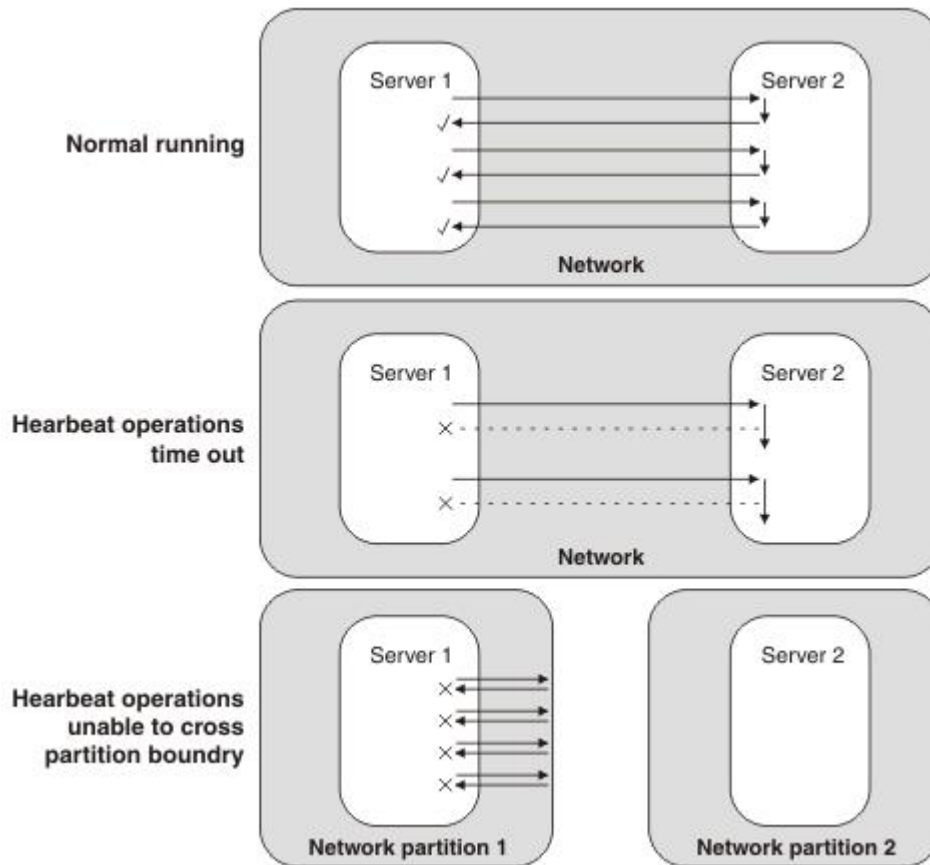 Server 1
Server 2
Normal running
Network
Server 1
Server 2
Hearbeat operations
time out
Network
Server 1
Server 2
Hearbeat operations
unable to cross
partition boundry
Network partition 1
Network partition 2